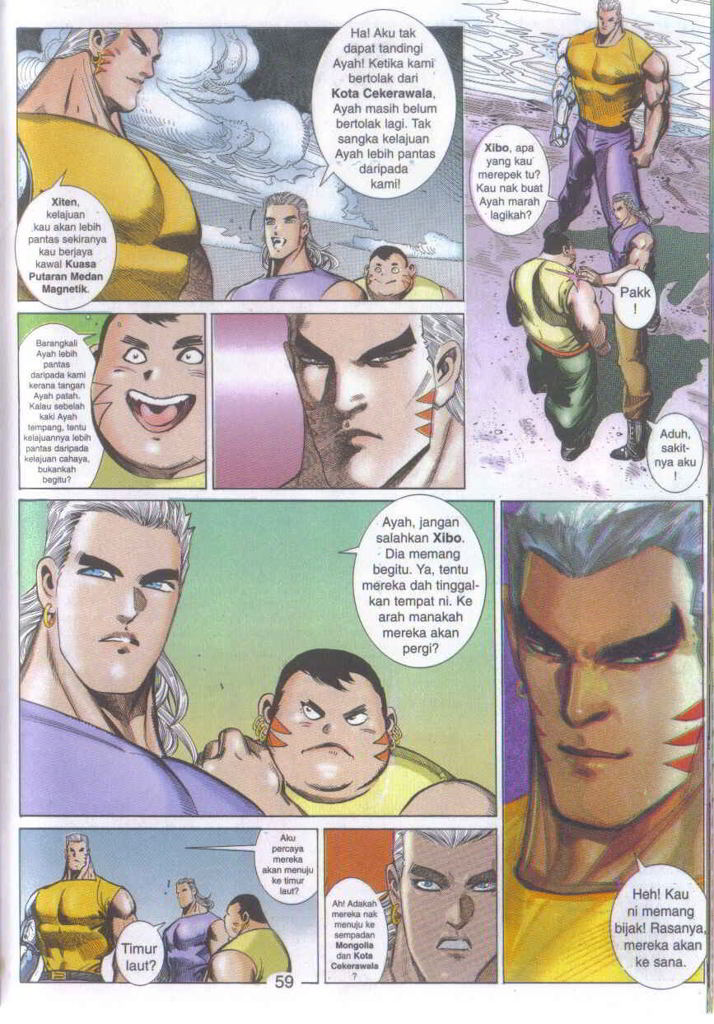 Ha! Aku tak
dapat tandingi
Ayah! Ketika kami
bertolak dari
Kota Cekerawala,
Ayah masih belum
bertolak lagi. Tak
sangka kelajuan
Ayah lebih pantas
daripada
kami!
Xiten,
kelajuan
kau akan lebih
pantas sekiranya
kau berjaya
kawal Kuasa
Putaran Medan
Magnetik.
Xibo, apa
yang kau
merepek tu?
Kau nak buat
Ayah marah
lagikah?
Pakk
!
Aduh,
sakit-
nya aku
!
Barangkali
Ayah lebih
pantas
daripada kami
kerana tangan
Ayah patah.
Kalau sebelah
kaki Ayah
tempang, tentu
kelajuannya lebih
pantas daripada
kelajuan cahaya,
bukankah
begitu?
Ayah, jangan
salahkan Xibo.
Dia memang
begitu. Ya, tentu
mereka dah tinggal-
kan tempat ni. Ke
arah manakah
mereka akan
pergi?
Heh! Kau
ni memang
bijak! Rasanya,
mereka akan
ke sana.
Aku
percaya
mereka
akan menuju
ke timur
laut?
Timur
laut?
Ah! Adakah
mereka nak
menuju ke
sempadan
Mongolia
dan Kota
Cekerawala
?
59